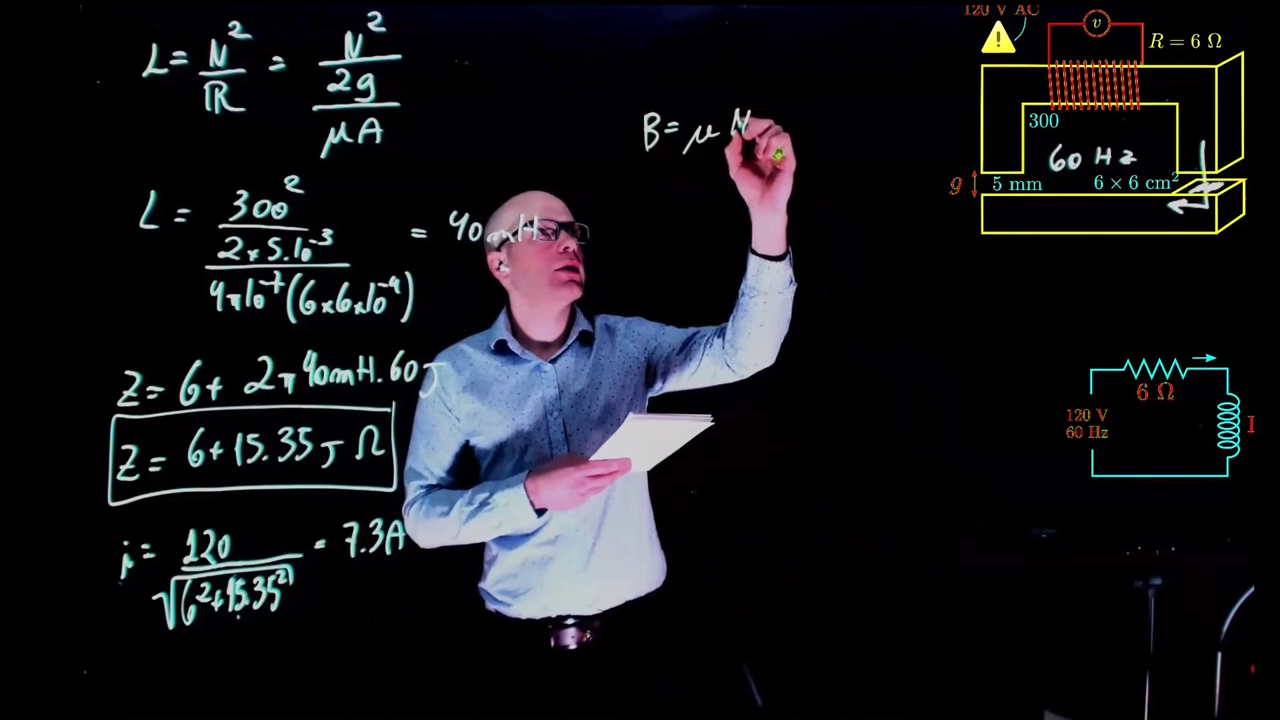 L = N² / ℝ = N² / (2g / μA)
L = 300² / (2 × 5.10⁻³ / 4π10⁻⁷(6×6×10⁻⁴)) = 40mH
Z = 6 + 2π 40mH.60 J
Z = 6 + 15.35 J Ω
i = 120 / √(6² + 15.35²) = 7.3A
B = μ N
120 V AC
!
v
R = 6 Ω
300
60 Hz
g
5 mm
6 × 6 cm²
6 Ω
120 V
60 Hz